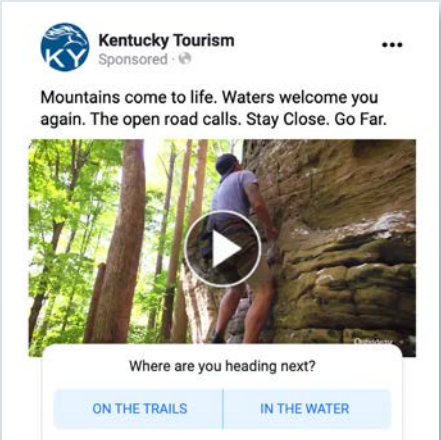 KY
Kentucky Tourism
Sponsored ·
Mountains come to life. Waters welcome you
again. The open road calls. Stay Close. Go Far.
Where are you heading next?
ON THE TRAILS
IN THE WATER